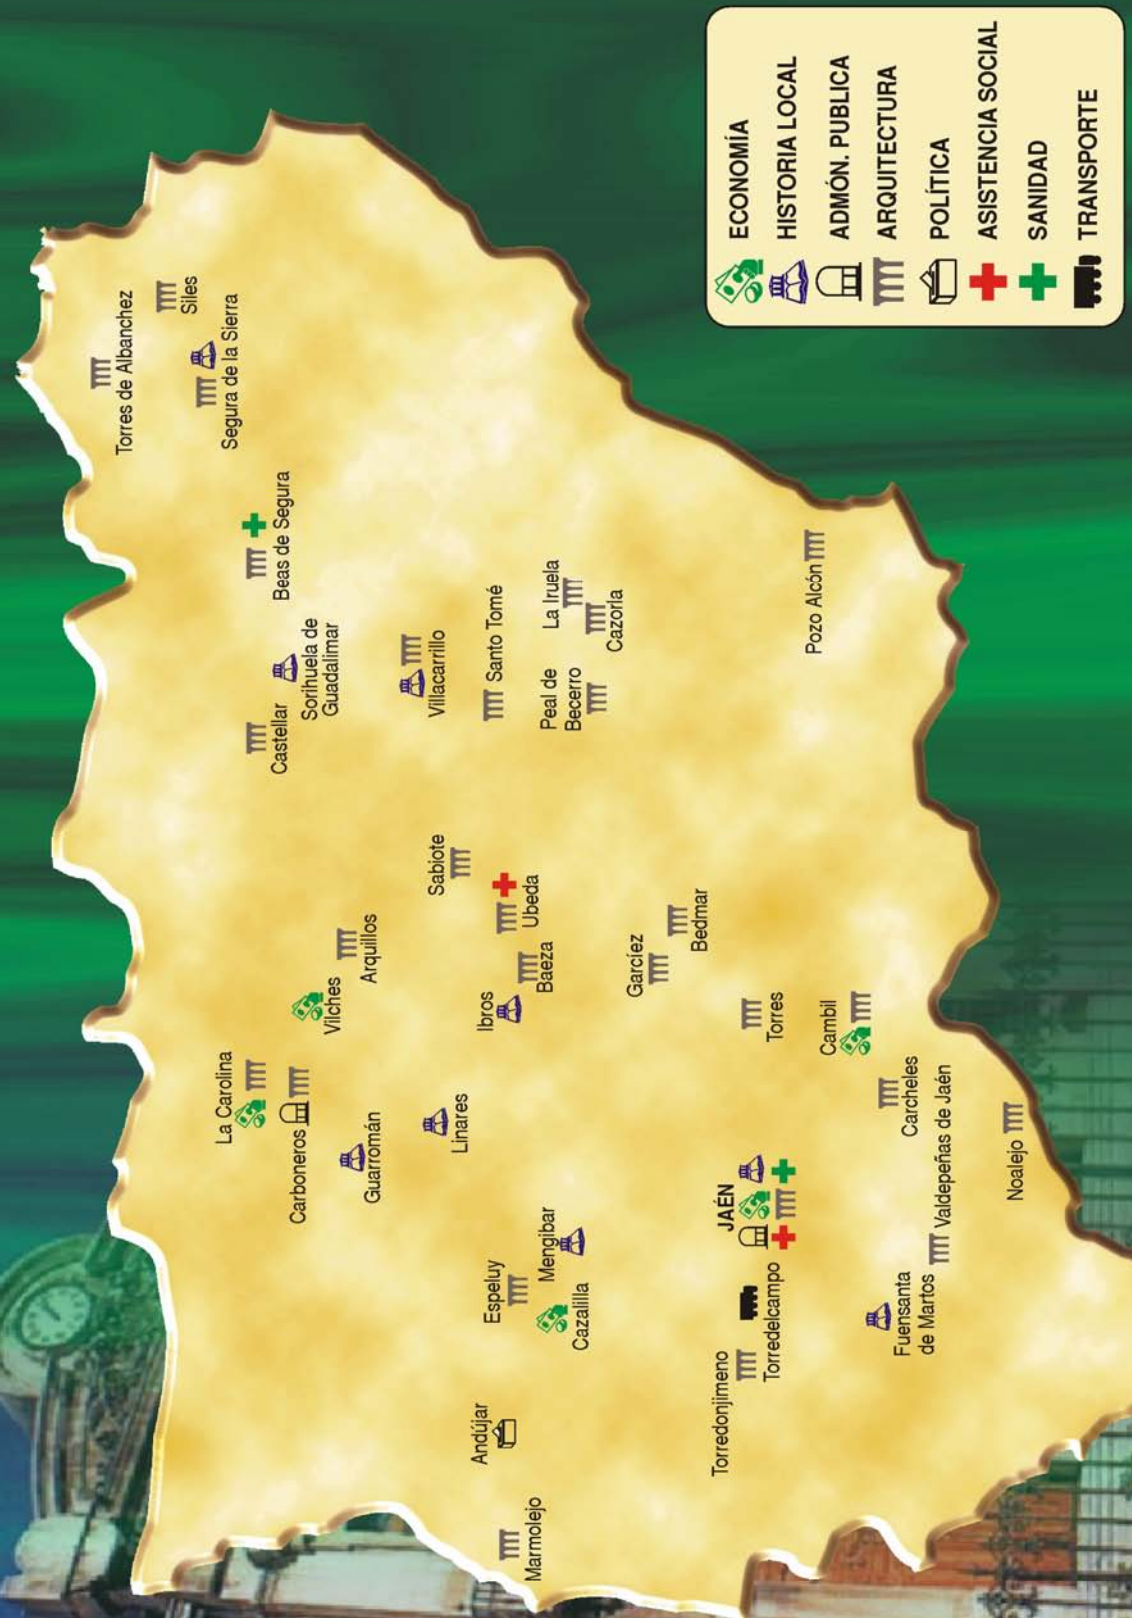 Torres de Albanchez
Siles
Segura de la Sierra
Beas de Segura
Sorihuela de
Guadalimar
Castellar
Villacarrillo
Santo Tomé
La Iruela
Cazorla
Peal de
Becerro
Pozo Alcón
Sabiote
Ubeda
Baeza
Ibros
Arquillos
Vilches
La Carolina
Carboneros
Guarromán
Linares
Garcíez
Bedmar
Torres
Cambil
Carcheles
Valdepeñas de Jaén
Noalejo
JAÉN
Mengibar
Espeluy
Cazalilla
Torredelcampo
Torredonjimeno
Fuensanta
de Martos
Andújar
Marmolejo
ECONOMÍA
HISTORIA LOCAL
ADMÓN. PUBLICA
ARQUITECTURA
POLÍTICA
ASISTENCIA SOCIAL
SANIDAD
TRANSPORTE